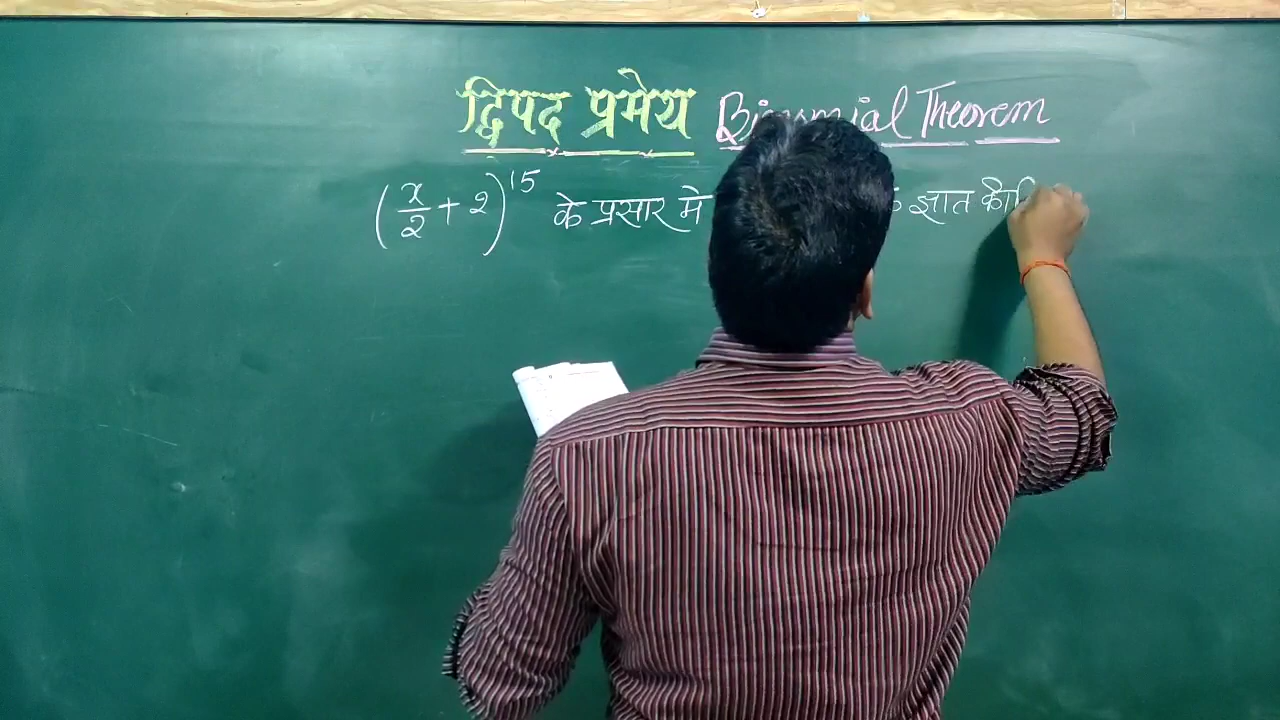 द्विपद प्रमेय Binomial Theorem
(x/2 + 2)^15 के प्रसार मे ज्ञात